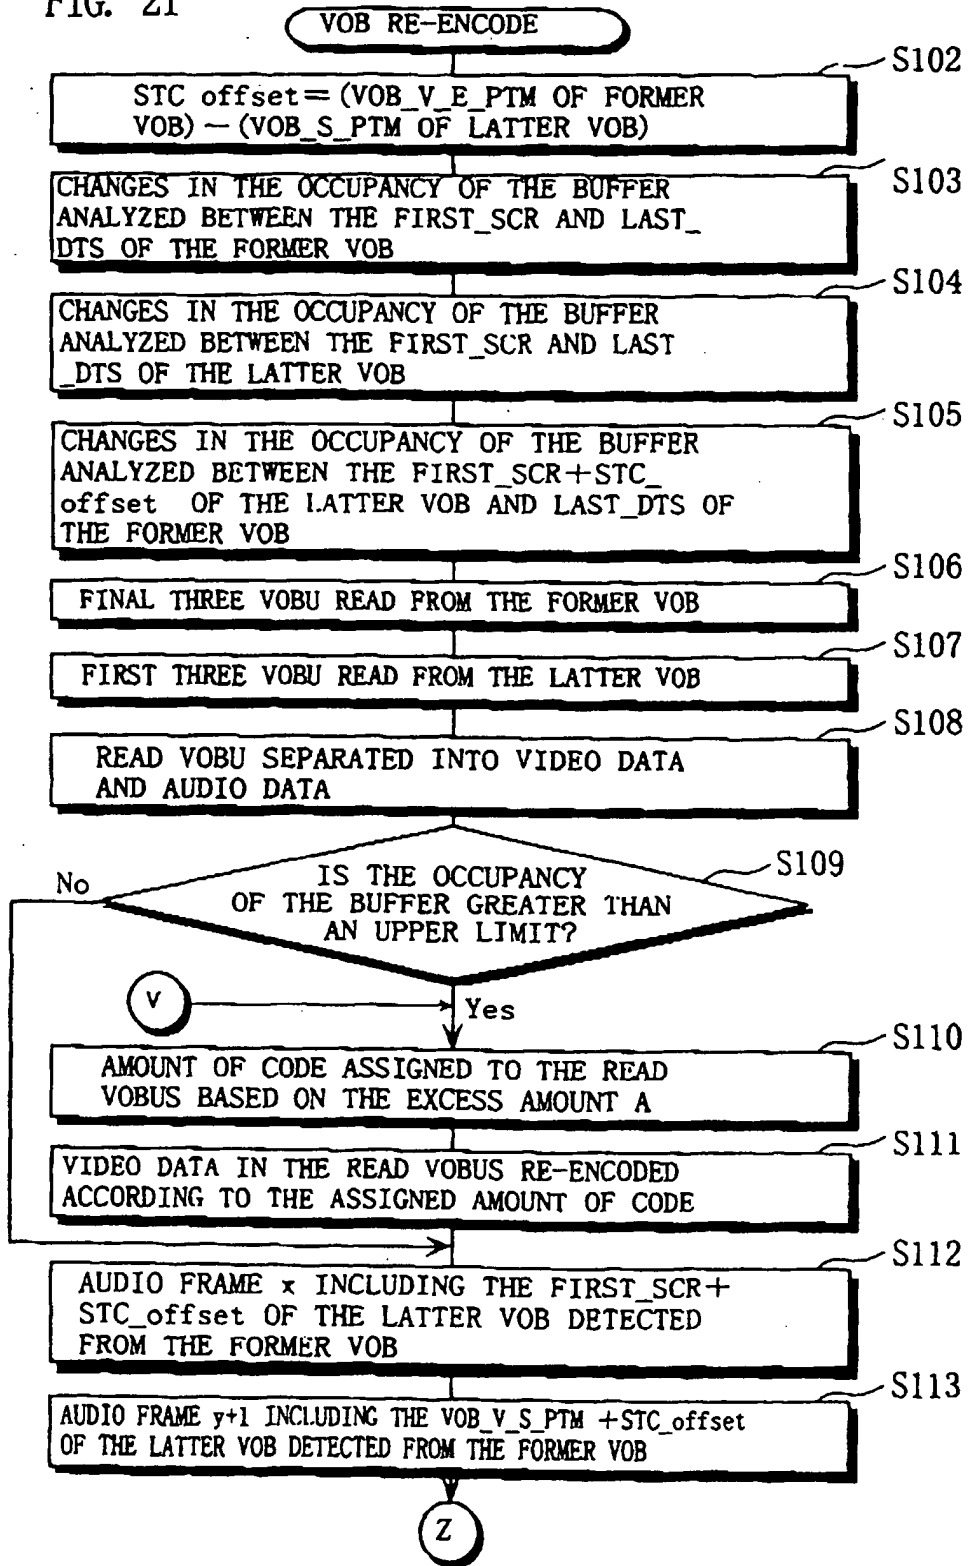 FIG. 21
VOB RE-ENCODE
S102
STC offset=(VOB_V_E_PTM OF FORMER
VOB)-(VOB_S_PTM OF LATTER VOB)
S103
CHANGES IN THE OCCUPANCY OF THE BUFFER
ANALYZED BETWEEN THE FIRST_SCR AND LAST_
DTS OF THE FORMER VOB
S104
CHANGES IN THE OCCUPANCY OF THE BUFFER
ANALYZED BETWEEN THE FIRST_SCR AND LAST
_DTS OF THE LATTER VOB
S105
CHANGES IN THE OCCUPANCY OF THE BUFFER
ANALYZED BETWEEN THE FIRST_SCR+STC_
offset OF THE LATTER VOB AND LAST_DTS OF
THE FORMER VOB
S106
FINAL THREE VOBU READ FROM THE FORMER VOB
S107
FIRST THREE VOBU READ FROM THE LATTER VOB
S108
READ VOBU SEPARATED INTO VIDEO DATA
AND AUDIO DATA
S109
IS THE OCCUPANCY
OF THE BUFFER GREATER THAN
AN UPPER LIMIT?
No
V
Yes
S110
AMOUNT OF CODE ASSIGNED TO THE READ
VOBUS BASED ON THE EXCESS AMOUNT A
S111
VIDEO DATA IN THE READ VOBUS RE-ENCODED
ACCORDING TO THE ASSIGNED AMOUNT OF CODE
S112
AUDIO FRAME x INCLUDING THE FIRST_SCR+
STC_offset OF THE LATTER VOB DETECTED
FROM THE FORMER VOB
S113
AUDIO FRAME y+1 INCLUDING THE VOB_V_S_PTM +STC_offset
OF THE LATTER VOB DETECTED FROM THE FORMER VOB
Z